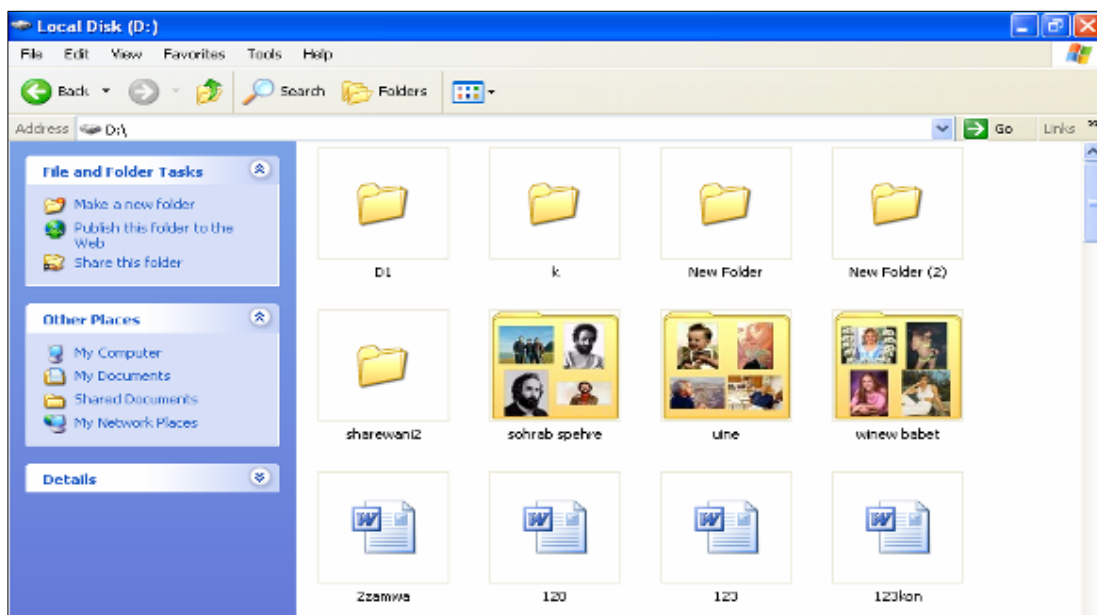 Local Disk (D:)
File Edit View Favorites Tools Help
Back Search Folders
Address D:\ Go Links »
File and Folder Tasks
Make a new folder
Publish this folder to the
Web
Share this folder
Other Places
My Computer
My Documents
Shared Documents
My Network Places
Details
D1 k New Folder New Folder (2)
sharewani2 sohrab spehre uine winew babet
2zamwa 120 123 123kon